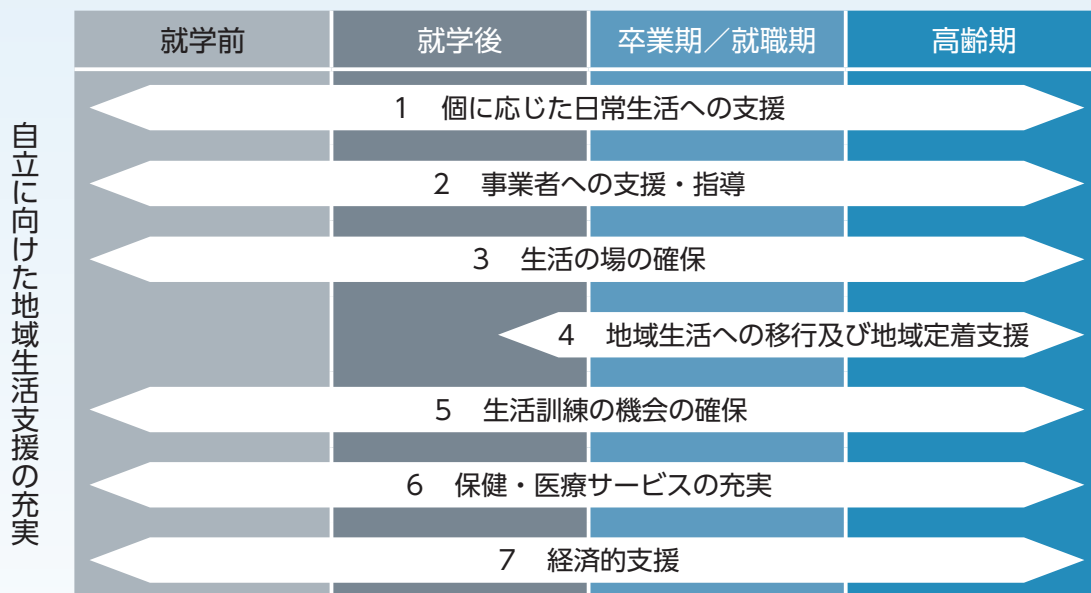 自立に向けた地域生活支援の充実
就学前
就学後
卒業期／就職期
高齢期
1　個に応じた日常生活への支援
2　事業者への支援・指導
3　生活の場の確保
4　地域生活への移行及び地域定着支援
5　生活訓練の機会の確保
6　保健・医療サービスの充実
7　経済的支援